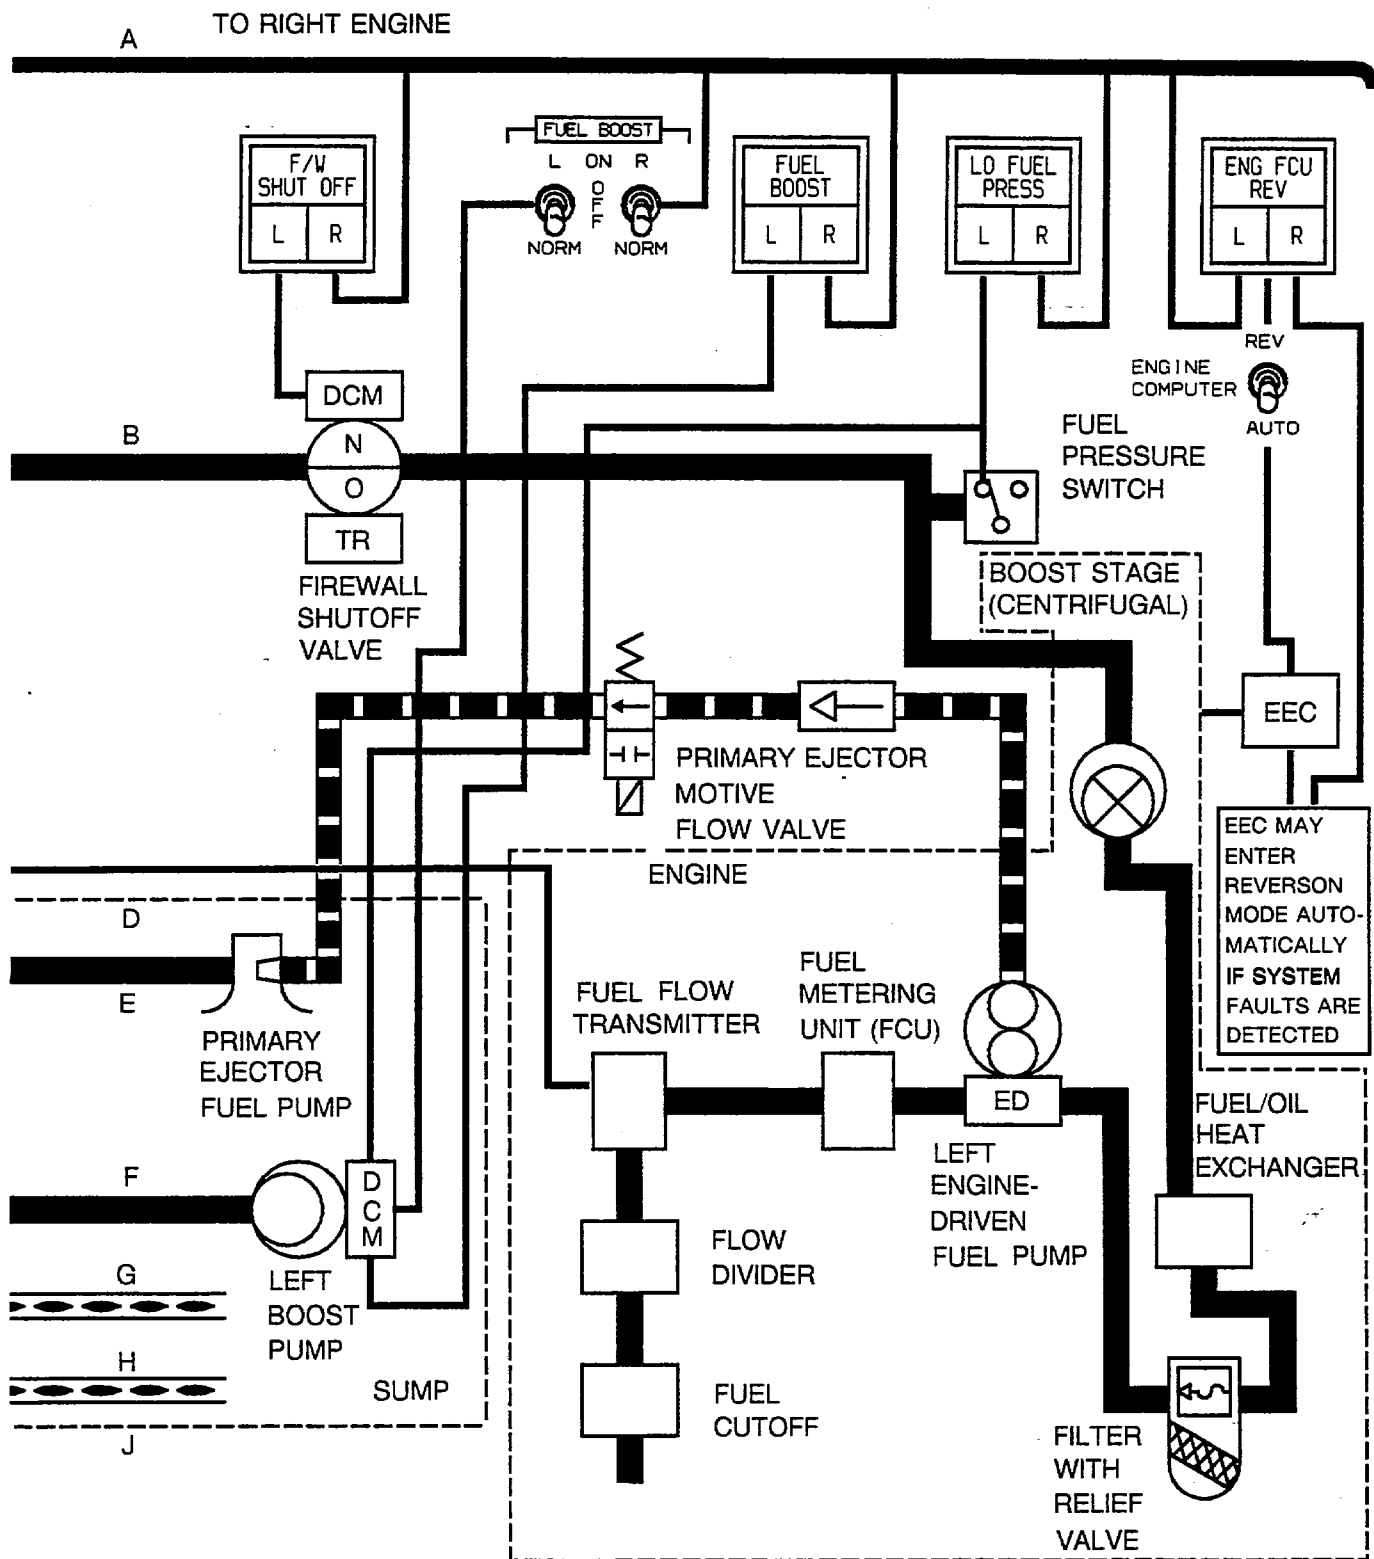 TO RIGHT ENGINE
A
FUEL BOOST
L ON R
OFF
NORM NORM
F/W
SHUT OFF
L R
FUEL
BOOST
L R
LO FUEL
PRESS
L R
ENG FCU
REV
L R
REV
ENGINE
COMPUTER
AUTO
DCM
B
N
O
TR
FIREWALL
SHUTOFF
VALVE
FUEL
PRESSURE
SWITCH
BOOST STAGE
(CENTRIFUGAL)
EEC
PRIMARY EJECTOR
MOTIVE
FLOW VALVE
ENGINE
EEC MAY
ENTER
REVERSON
MODE AUTO-
MATICALLY
IF SYSTEM
FAULTS ARE
DETECTED
D
E
PRIMARY
EJECTOR
FUEL PUMP
FUEL FLOW
TRANSMITTER
FUEL
METERING
UNIT (FCU)
ED
LEFT
ENGINE-
DRIVEN
FUEL PUMP
FUEL/OIL
HEAT
EXCHANGER
F
DCM
LEFT
BOOST
PUMP
G
H
SUMP
J
FLOW
DIVIDER
FUEL
CUTOFF
FILTER
WITH
RELIEF
VALVE